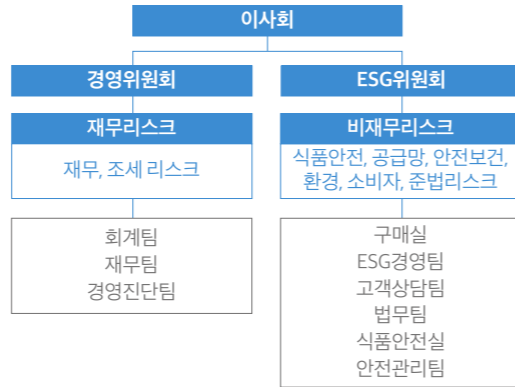 이사회
경영위원회
재무리스크
재무, 조세 리스크
회계팀
재무팀
경영진단팀
ESG위원회
비재무리스크
식품안전, 공급망, 안전보건,
환경, 소비자, 준법리스크
구매실
ESG경영팀
고객상담팀
법무팀
식품안전실
안전관리팀